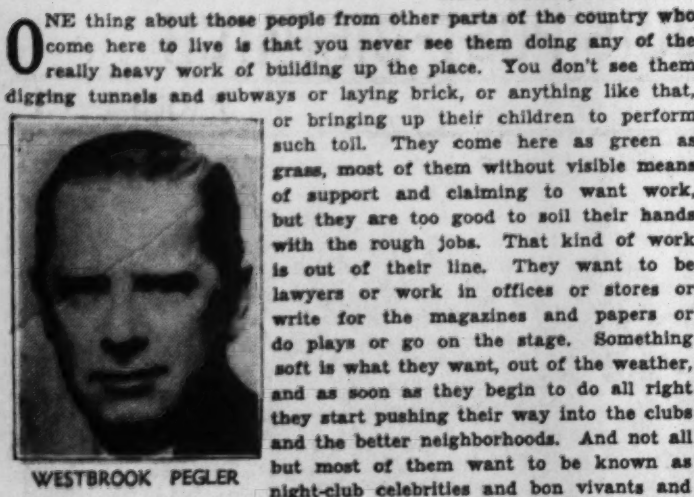 ONE thing about those people from other parts of the country who
come here to live is that you never see them doing any of the
really heavy work of building up the place. You don't see them
digging tunnels and subways or laying brick, or anything like that,
or bringing up their children to perform
such toil. They come here as green as
grass, most of them without visible means
of support and claiming to want work,
but they are too good to soil their hands
with the rough jobs. That kind of work
is out of their line. They want to be
lawyers or work in offices or stores or
write for the magazines and papers or
do plays or go on the stage. Something
soft is what they want, out of the weather,
and as soon as they begin to do all right
they start pushing their way into the clubs
and the better neighborhoods. And not all
but most of them want to be known as
night-club celebrities and bon vivants and
WESTBROOK PEGLER